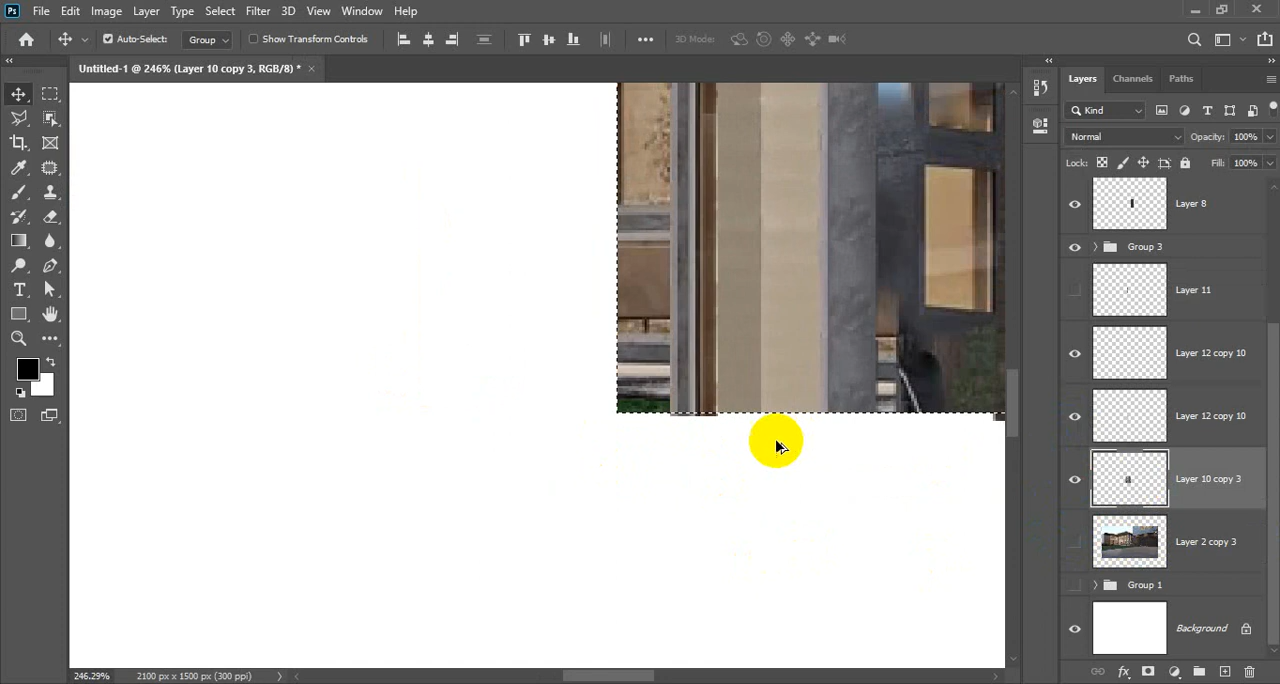 Ps File Edit Image Layer Type Select Filter 3D View Window Help
Auto-Select: Group Show Transform Controls 3D Mode:
Untitled-1 @ 246% (Layer 10 copy 3, RGB/8) * ×
Layers Channels Paths
Kind
Normal Opacity: 100%
Lock: Fill: 100%
Layer 8
Group 3
Layer 11
Layer 12 copy 10
Layer 12 copy 10
Layer 10 copy 3
Layer 2 copy 3
Group 1
Background
246.29% 2100 px x 1500 px (300 ppi)